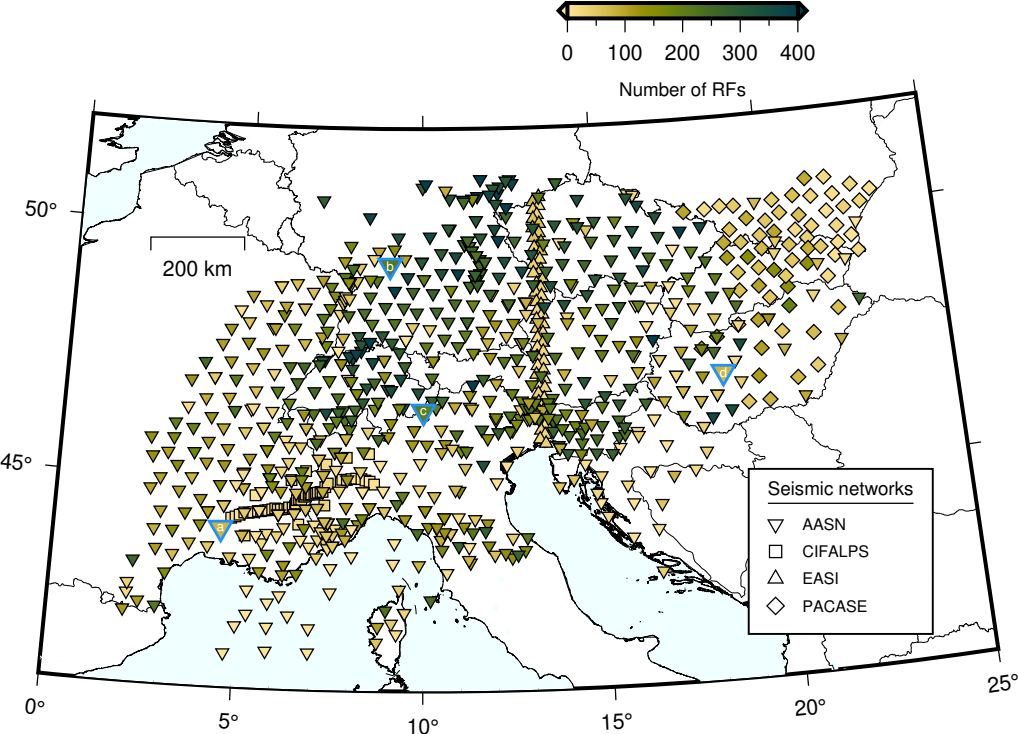 0 100 200 300 400
Number of RFs
50°
200 km
b
d
c
45°
a
Seismic networks
AASN
CIFALPS
EASI
PACASE
0° 5° 10° 15° 20° 25°